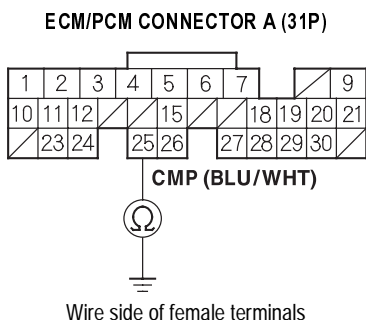 ECM/PCM CONNECTOR A (31P)
1 2 3 4 5 6 7 9
10 11 12 15 18 19 20 21
23 24 25 26 27 28 29 30
CMP (BLU/WHT)
Ω
Wire side of female terminals